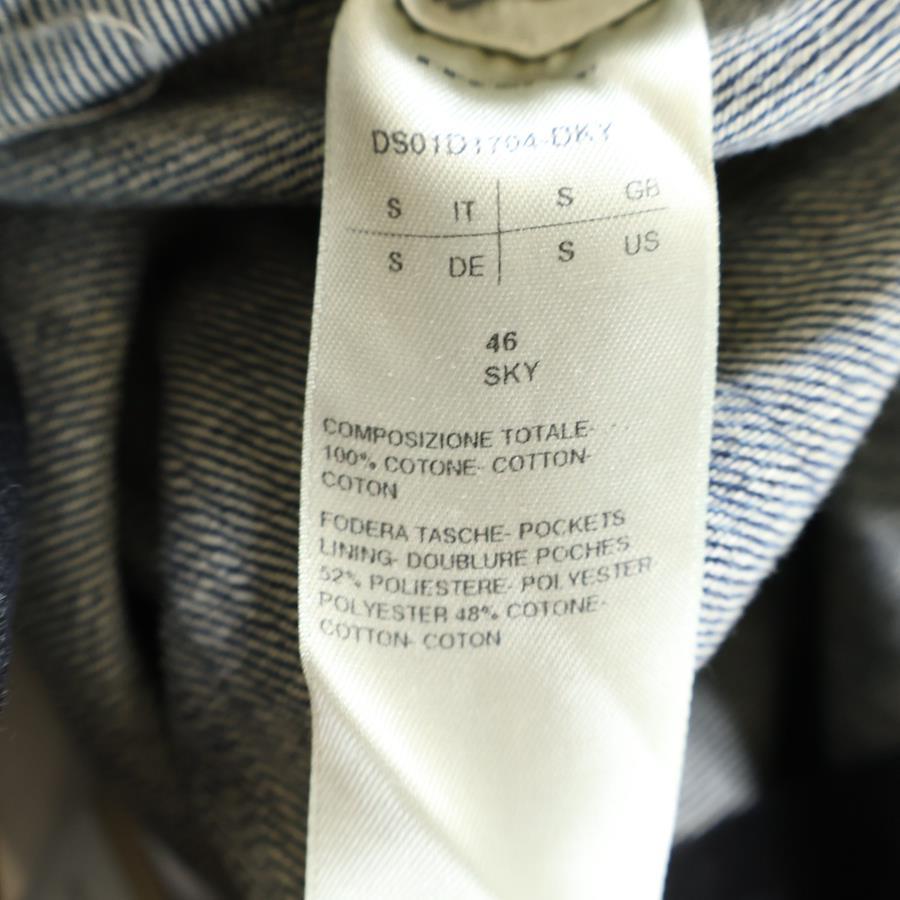 DS01D1704-DKY
S IT S GB
S DE S US
46
SKY
COMPOSIZIONE TOTALE-
100% COTONE- COTTON-
COTON
FODERA TASCHE- POCKETS
LINING- DOUBLURE POCHES
52% POLIESTERE- POLYESTER
POLYESTER 48% COTONE-
COTTON- COTON